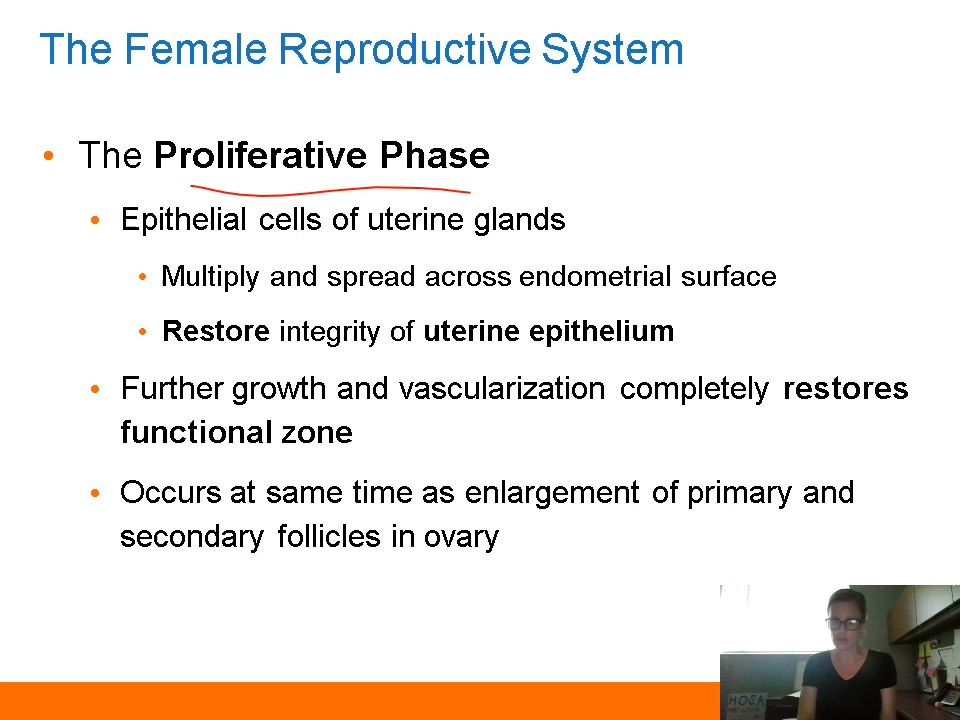 The Female Reproductive System
• The Proliferative Phase
• Epithelial cells of uterine glands
• Multiply and spread across endometrial surface
• Restore integrity of uterine epithelium
• Further growth and vascularization completely restores
functional zone
• Occurs at same time as enlargement of primary and
secondary follicles in ovary
HOSA